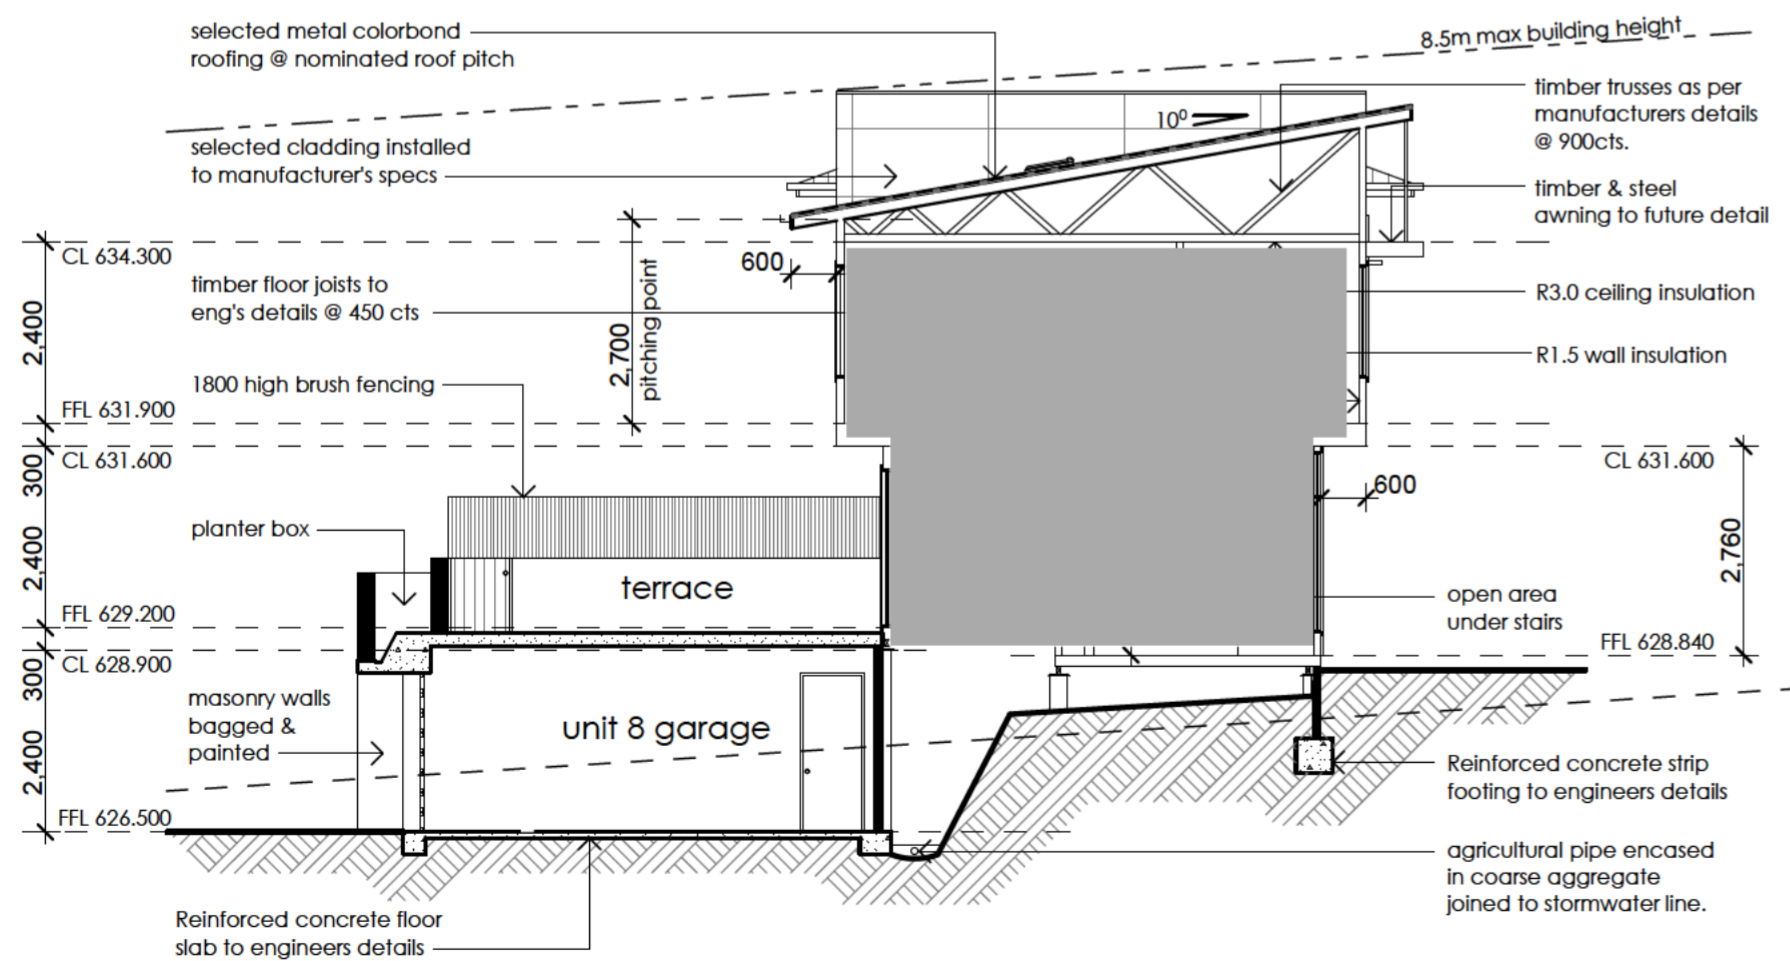 selected metal colorbond
roofing @ nominated roof pitch
8.5m max building height
timber trusses as per
manufacturers details
@ 900cts.
10⁰
selected cladding installed
to manufacturer's specs
timber & steel
awning to future detail
CL 634.300
600
timber floor joists to
eng's details @ 450 cts
R3.0 ceiling insulation
2,400
2,700
pitching point
R1.5 wall insulation
1800 high brush fencing
FFL 631.900
300
CL 631.600
CL 631.600
600
planter box
2,400
2,760
terrace
open area
under stairs
FFL 629.200
FFL 628.840
300
CL 628.900
masonry walls
bagged &
painted
unit 8 garage
2,400
Reinforced concrete strip
footing to engineers details
FFL 626.500
agricultural pipe encased
in coarse aggregate
joined to stormwater line.
Reinforced concrete floor
slab to engineers details